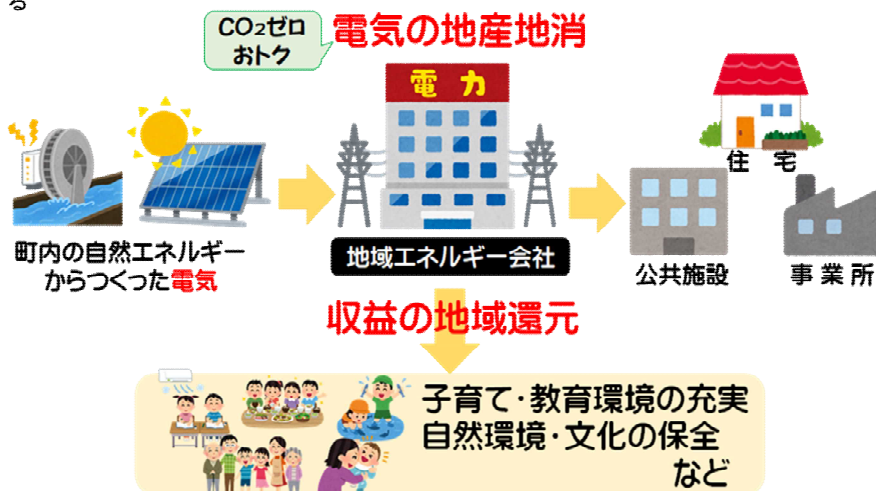 る
CO₂ゼロ
おトク
電気の地産地消
電力
住宅
町内の自然エネルギー
からつくった電気
地域エネルギー会社
公共施設
事業所
収益の地域還元
子育て・教育環境の充実
自然環境・文化の保全
など